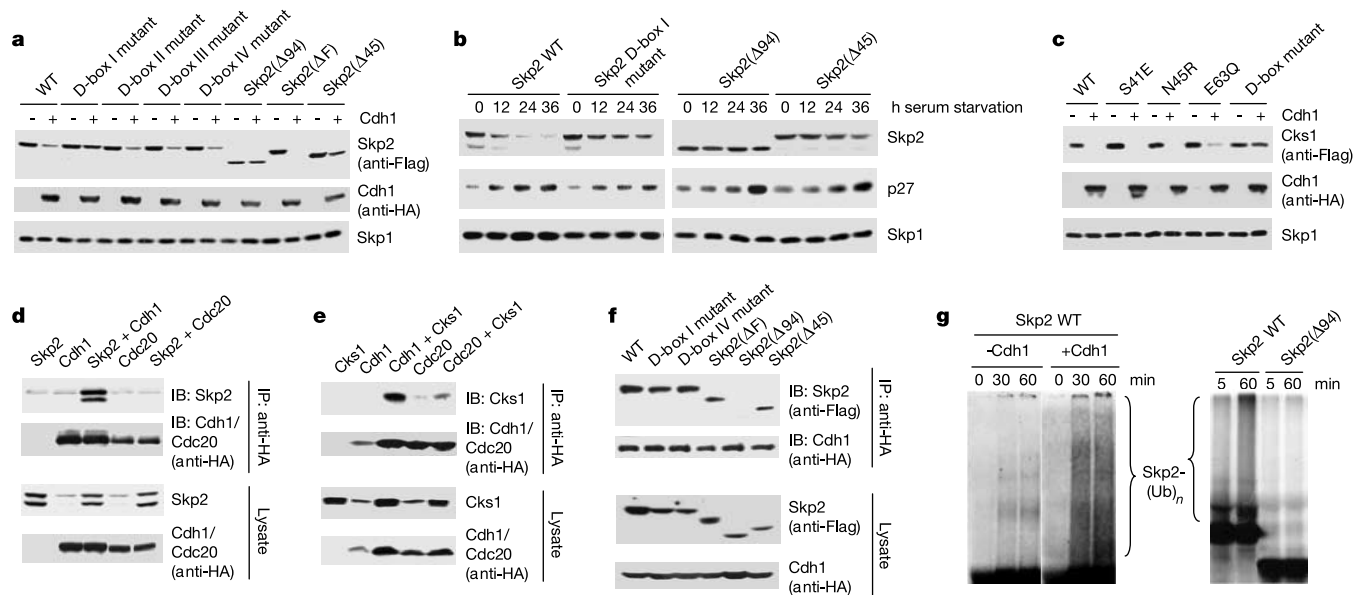 a
WT
D-box I mutant
D-box II mutant
D-box III mutant
D-box IV mutant
Skp2(Δ94)
Skp2(ΔF)
Skp2(Δ45)
- + - + - + - + - + - + - + - + Cdh1
Skp2
(anti-Flag)
Cdh1
(anti-HA)
Skp1
b
Skp2 WT
Skp2 D-box I
mutant
Skp2(Δ94)
Skp2(Δ45)
0 12 24 36 0 12 24 36 0 12 24 36 0 12 24 36 h serum starvation
Skp2
p27
Skp1
c
WT
S41E
N45R
E63Q
D-box mutant
- + - + - + - + - + Cdh1
Cks1
(anti-Flag)
Cdh1
(anti-HA)
Skp1
d
Skp2
Cdh1
Skp2 + Cdh1
Cdc20
Skp2 + Cdc20
IB: Skp2
IB: Cdh1/
Cdc20
(anti-HA)
IP: anti-HA
Skp2
Cdh1/
Cdc20
(anti-HA)
Lysate
e
Cks1
Cdh1
Cdh1 + Cks1
Cdc20
Cdc20 + Cks1
IB: Cks1
IB: Cdh1/
Cdc20
(anti-HA)
IP: anti-HA
Cks1
Cdh1/
Cdc20
(anti-HA)
Lysate
f
WT
D-box I mutant
D-box IV mutant
Skp2(ΔF)
Skp2(Δ94)
Skp2(Δ45)
IB: Skp2
(anti-Flag)
IB: Cdh1
(anti-HA)
IP: anti-HA
Skp2
(anti-Flag)
Cdh1
(anti-HA)
Lysate
g
Skp2 WT
-Cdh1 +Cdh1
0 30 60 0 30 60 min
Skp2-
(Ub)n
Skp2 WT
Skp2(Δ94)
5 60 5 60 min